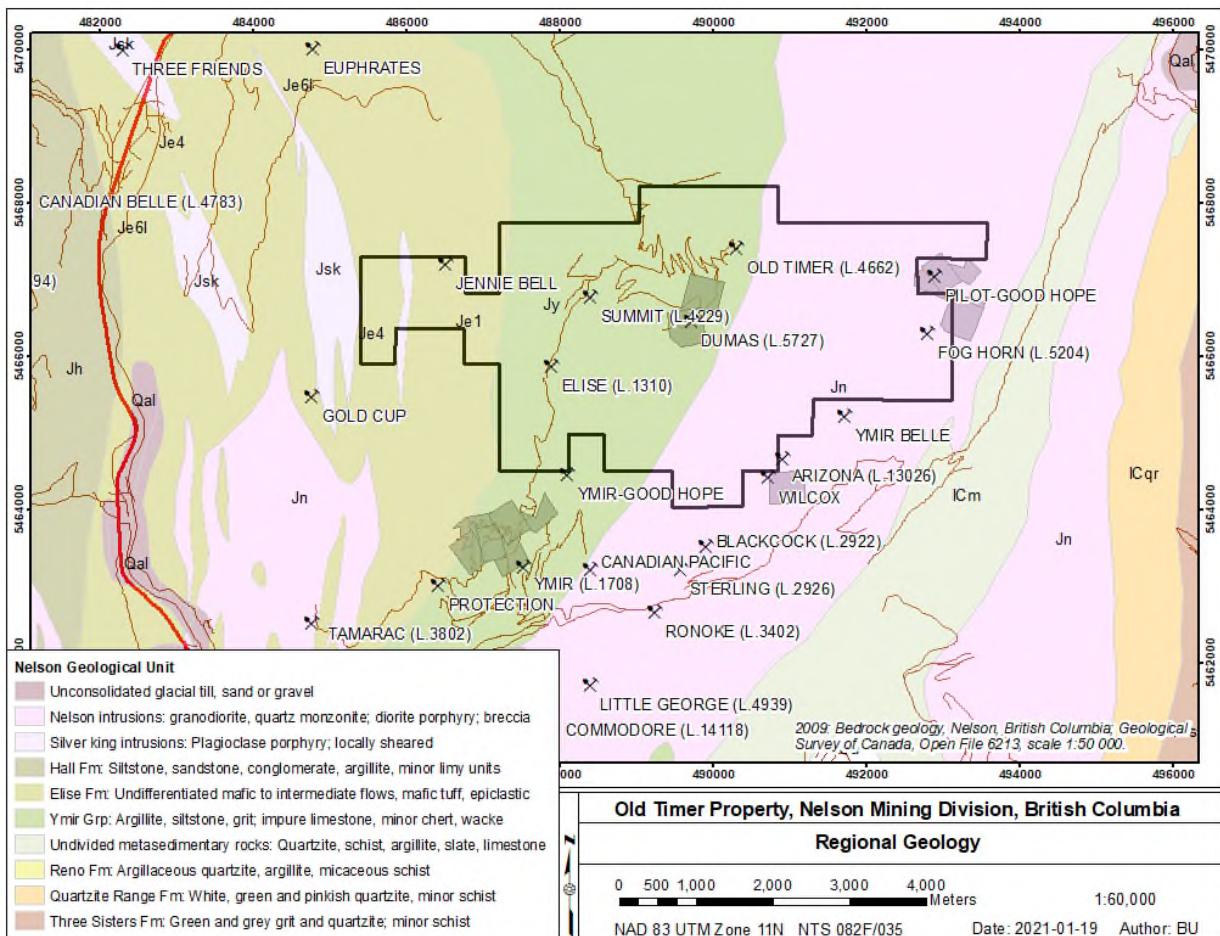 482000 484000 486000 488000 490000 492000 494000 496000
5470000
5470000
Jsk
THREE FRIENDS
EUPHRATES
Qal
Je6l
Je4
5468000
5468000
CANADIAN BELLE (L.4783)
Je6l
94)
Jsk
Jsk
JENNIE BELL
OLD TIMER (L.4662)
PILOT-GOOD HOPE
Jy
SUMMIT (L.4229)
Je4
Je1
DUMAS (L.5727)
FOG HORN (L.5204)
5466000
5466000
Jh
ELISE (L.1310)
Jn
Qal
GOLD CUP
YMIR BELLE
Jn
YMIR-GOOD HOPE
ARIZONA (L.13026)
WILCOX
ICm
ICqr
5464000
5464000
Jn
BLACKCOCK (L.2922)
Qal
CANADIAN PACIFIC
YMIR (L.1708)
STERLING (L.2926)
PROTECTION
TAMARAC (L.3802)
RONOKE (L.3402)
5462000
LITTLE GEORGE (L.4939)
COMMODORE (L.14118)
2009: Bedrock geology, Nelson, British Columbia; Geological
Survey of Canada, Open File 6213, scale 1:50 000.
490000 492000 494000 496000
Nelson Geological Unit
Unconsolidated glacial till, sand or gravel
Nelson intrusions: granodiorite, quartz monzonite; diorite porphyry; breccia
Silver king intrusions: Plagioclase porphyry; locally sheared
Hall Fm: Siltstone, sandstone, conglomerate, argillite, minor limy units
Elise Fm: Undifferentiated mafic to intermediate flows, mafic tuff, epiclastic
Ymir Grp: Argillite, siltstone, grit; impure limestone, minor chert, wacke
Undivided metasedimentary rocks: Quartzite, schist, argillite, slate, limestone
Reno Fm: Argillaceous quartzite, argillite, micaceous schist
Quartzite Range Fm: White, green and pinkish quartzite, minor schist
Three Sisters Fm: Green and grey grit and quartzite; minor schist
Old Timer Property, Nelson Mining Division, British Columbia
Regional Geology
0 500 1,000 2,000 3,000 4,000
Meters
1:60,000
NAD 83 UTM Zone 11N NTS 082F/035 Date: 2021-01-19 Author: BU